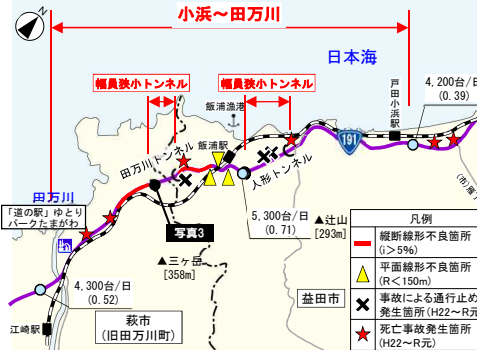 小浜～田万川
N
日本海
幅員狭小トンネル
幅員狭小トンネル
戸田小浜駅
4,200台/日
(0.39)
飯浦漁港
191
田万川トンネル
飯浦駅
人形トンネル
田万川
「道の駅」ゆとり
パークたまがわ
写真3
5,300台/日
(0.71)
▲辻山
[293m]
▲三ヶ岳
[358m]
4,300台/日
(0.52)
益田市
萩市
(旧田万川町)
江崎駅
凡例
縦断線形不良箇所
(i>5%)
平面線形不良箇所
(R<150m)
事故による通行止め
発生箇所(H22～R元
死亡事故発生箇所
(H22～R元)